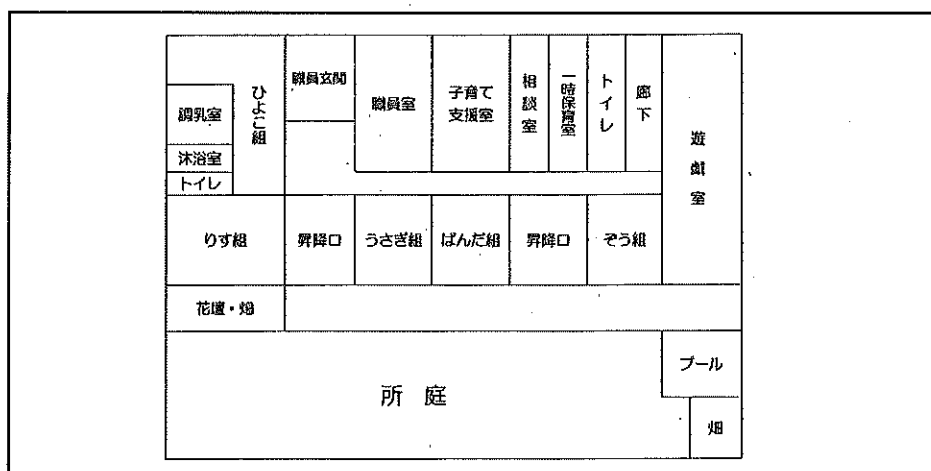 ひよこ組
調乳室
沐浴室
トイレ
職員玄関
職員室
子育て
支援室
相談室
一時保育室
トイレ
廊下
遊戯室
りす組
昇降口
うさぎ組
ぱんだ組
昇降口
ぞう組
花壇・畑
所庭
プール
畑